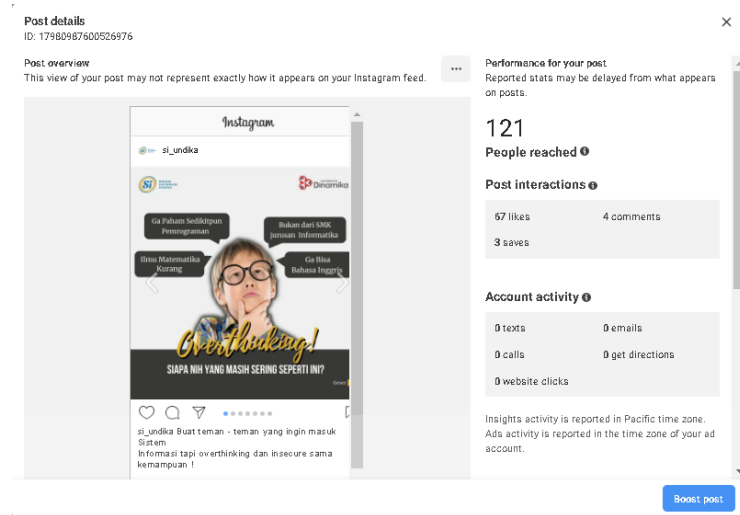 Post details
ID: 17980987600526976
Post overview
This view of your post may not represent exactly how it appears on your Instagram feed.
...
Instagram
si_undika
Si
Dinamika
Ga Paham Sedikitpun
Pemrograman
Bukan dari SMK
jurusan Informatika
Ilmu Matematika
Kurang
Ga Bisa
Bahasa Inggris
Overthinking!
SIAPA NIH YANG MASIH SERING SEPERTI INI?
Geser
si_undika Buat teman - teman yang ingin masuk
Sistem
Informasi tapi overthinking dan insecure sama
kemampuan !
Performance for your post
Reported stats may be delayed from what appears
on posts.
121
People reached
Post interactions
67 likes
4 comments
3 saves
Account activity
0 texts
0 emails
0 calls
0 get directions
0 website clicks
Insights activity is reported in Pacific time zone.
Ads activity is reported in the time zone of your ad
account.
Boost post